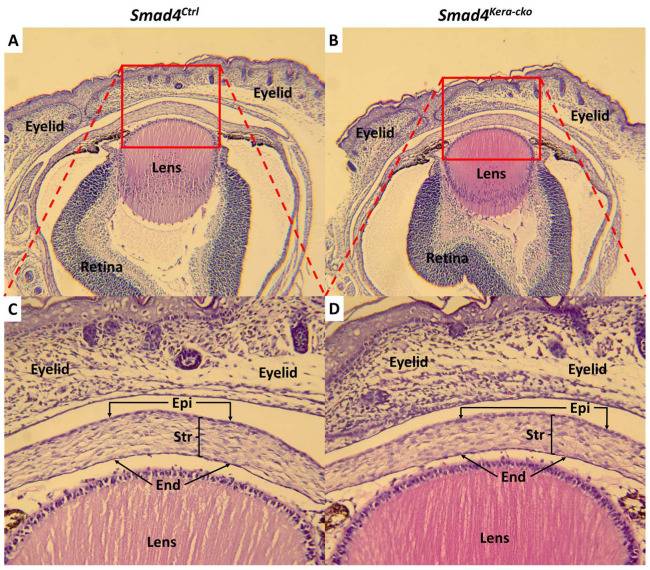 Smad4Ctrl
Smad4Kera-cko
A
B
Eyelid
Eyelid
Lens
Retina
Eyelid
Eyelid
Lens
Retina
C
D
Eyelid
Eyelid
Epi
Str
End
Lens
Eyelid
Eyelid
Epi
Str
End
Lens